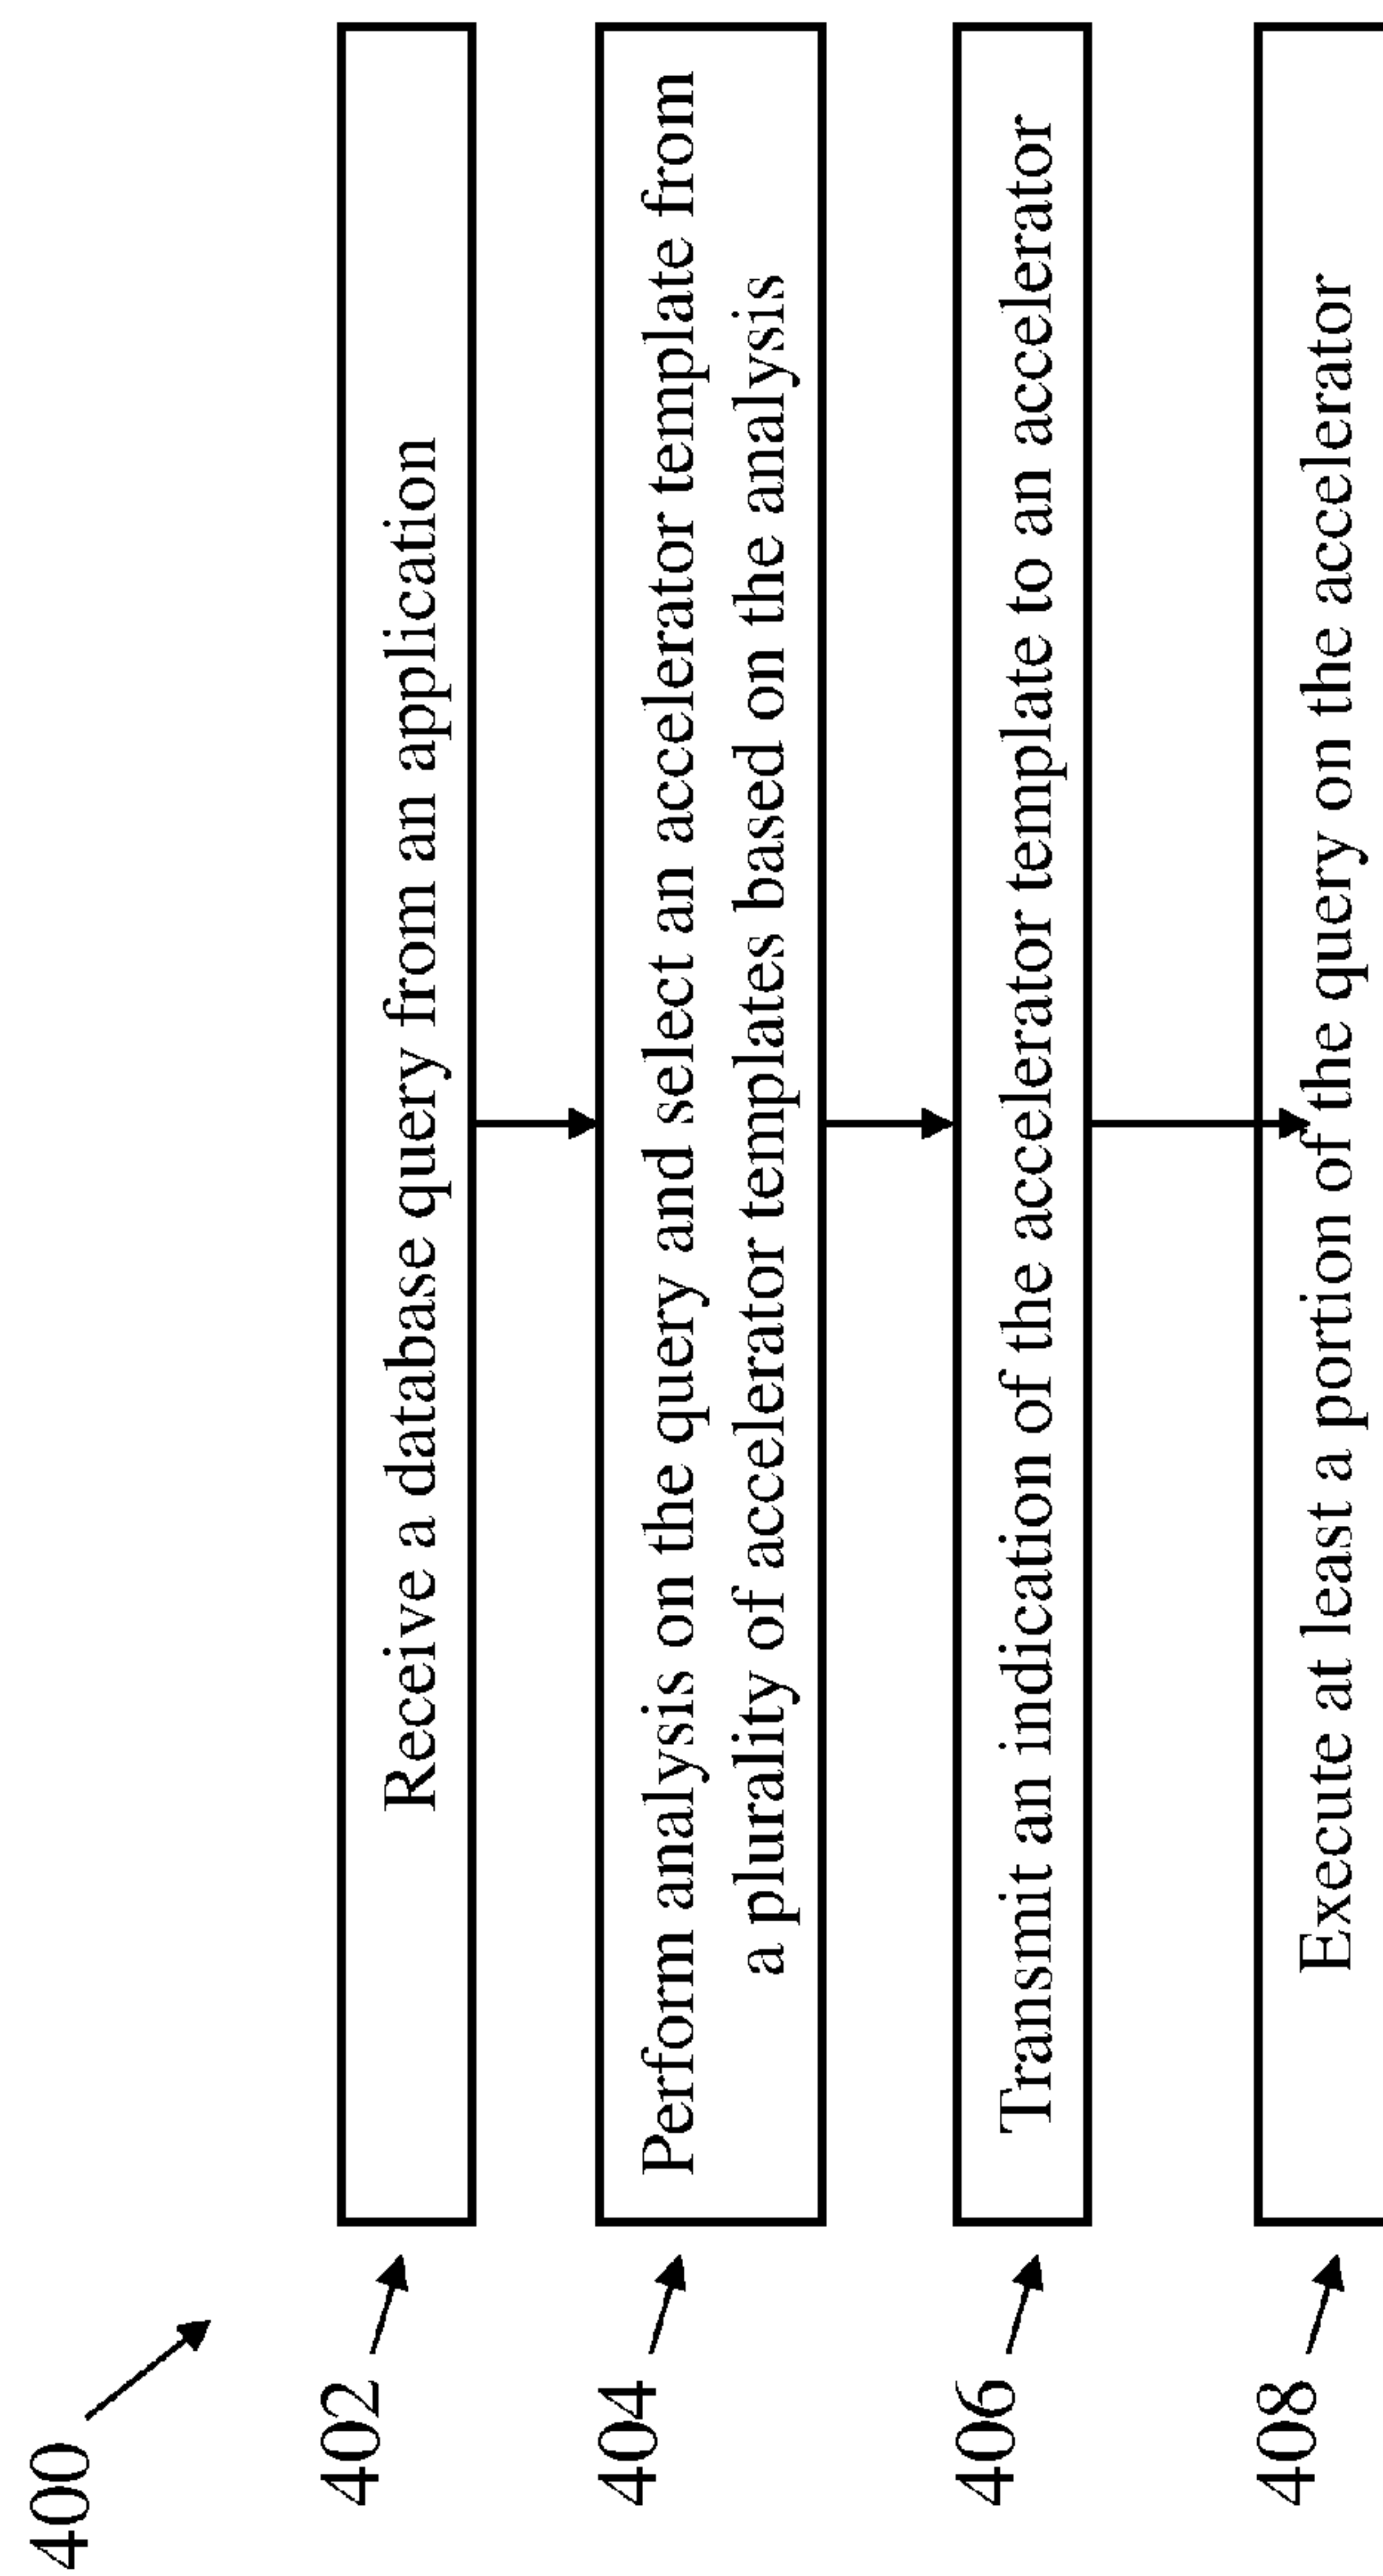 400
402
Receive a database query from an application
404
Perform analysis on the query and select an accelerator template from
a plurality of accelerator templates based on the analysis
406
Transmit an indication of the accelerator template to an accelerator
408
Execute at least a portion of the query on the accelerator